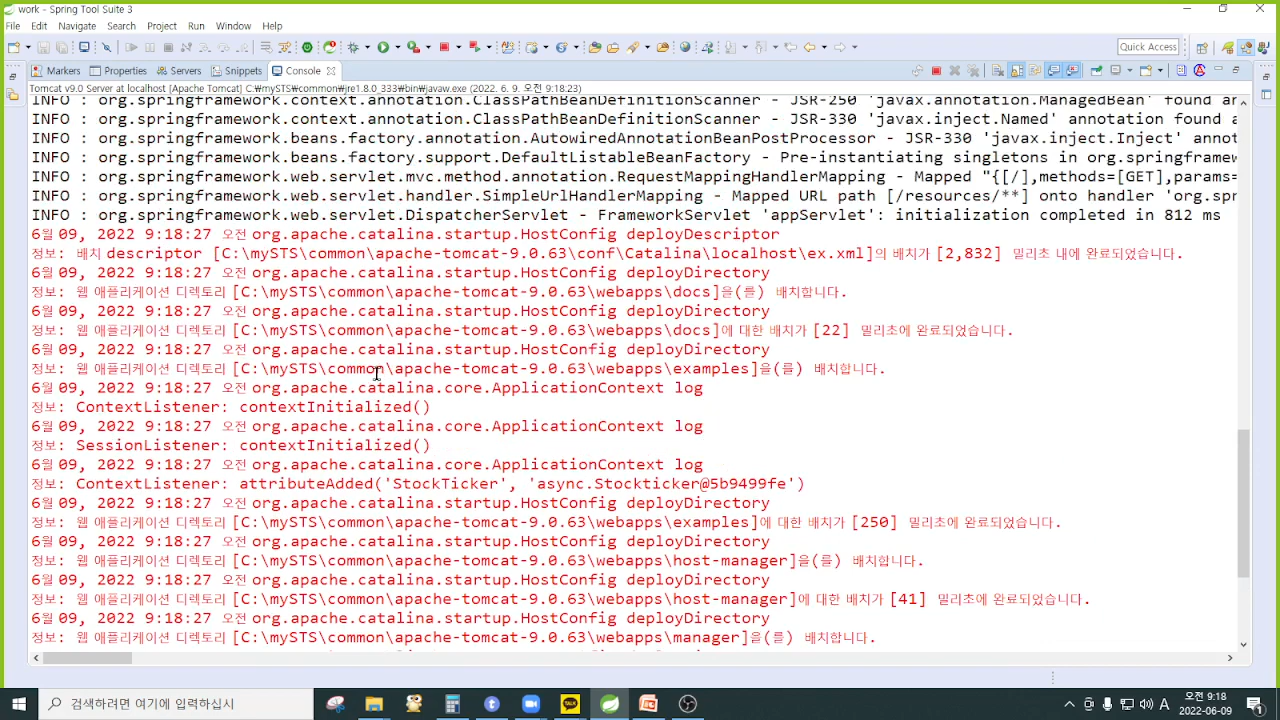 work - Spring Tool Suite 3
File Edit Navigate Search Project Run Window Help
Quick Access
Markers Properties Servers Snippets Console
Tomcat v9.0 Server at localhost [Apache Tomcat] C:₩mySTS₩common₩jre1.8.0_333₩bin₩javaw.exe (2022. 6. 9. 오전 9:18:23)
INFO : org.springframework.context.annotation.ClassPathBeanDefinitionScanner - JSR-250 'javax.annotation.ManagedBean' found an
INFO : org.springframework.context.annotation.ClassPathBeanDefinitionScanner - JSR-330 'javax.inject.Named' annotation found a
INFO : org.springframework.beans.factory.annotation.AutowiredAnnotationBeanPostProcessor - JSR-330 'javax.inject.Inject' annot
INFO : org.springframework.beans.factory.support.DefaultListableBeanFactory - Pre-instantiating singletons in org.springframew
INFO : org.springframework.web.servlet.mvc.method.annotation.RequestMappingHandlerMapping - Mapped "{[/],methods=[GET],params=
INFO : org.springframework.web.servlet.handler.SimpleUrlHandlerMapping - Mapped URL path [/resources/**] onto handler 'org.spr
INFO : org.springframework.web.servlet.DispatcherServlet - FrameworkServlet 'appServlet': initialization completed in 812 ms
6월 09, 2022 9:18:27 오전 org.apache.catalina.startup.HostConfig deployDescriptor
정보: 배치 descriptor [C:\mySTS\common\apache-tomcat-9.0.63\conf\Catalina\localhost\ex.xml]의 배치가 [2,832] 밀리초 내에 완료되었습니다.
6월 09, 2022 9:18:27 오전 org.apache.catalina.startup.HostConfig deployDirectory
정보: 웹 애플리케이션 디렉토리 [C:\mySTS\common\apache-tomcat-9.0.63\webapps\docs]을(를) 배치합니다.
6월 09, 2022 9:18:27 오전 org.apache.catalina.startup.HostConfig deployDirectory
정보: 웹 애플리케이션 디렉토리 [C:\mySTS\common\apache-tomcat-9.0.63\webapps\docs]에 대한 배치가 [22] 밀리초에 완료되었습니다.
6월 09, 2022 9:18:27 오전 org.apache.catalina.startup.HostConfig deployDirectory
정보: 웹 애플리케이션 디렉토리 [C:\mySTS\common\apache-tomcat-9.0.63\webapps\examples]을(를) 배치합니다.
6월 09, 2022 9:18:27 오전 org.apache.catalina.core.ApplicationContext log
정보: ContextListener: contextInitialized()
6월 09, 2022 9:18:27 오전 org.apache.catalina.core.ApplicationContext log
정보: SessionListener: contextInitialized()
6월 09, 2022 9:18:27 오전 org.apache.catalina.core.ApplicationContext log
정보: ContextListener: attributeAdded('StockTicker', 'async.Stockticker@5b9499fe')
6월 09, 2022 9:18:27 오전 org.apache.catalina.startup.HostConfig deployDirectory
정보: 웹 애플리케이션 디렉토리 [C:\mySTS\common\apache-tomcat-9.0.63\webapps\examples]에 대한 배치가 [250] 밀리초에 완료되었습니다.
6월 09, 2022 9:18:27 오전 org.apache.catalina.startup.HostConfig deployDirectory
정보: 웹 애플리케이션 디렉토리 [C:\mySTS\common\apache-tomcat-9.0.63\webapps\host-manager]을(를) 배치합니다.
6월 09, 2022 9:18:27 오전 org.apache.catalina.startup.HostConfig deployDirectory
정보: 웹 애플리케이션 디렉토리 [C:\mySTS\common\apache-tomcat-9.0.63\webapps\host-manager]에 대한 배치가 [41] 밀리초에 완료되었습니다.
6월 09, 2022 9:18:27 오전 org.apache.catalina.startup.HostConfig deployDirectory
정보: 웹 애플리케이션 디렉토리 [C:\mySTS\common\apache-tomcat-9.0.63\webapps\manager]을(를) 배치합니다.
검색하려면 여기에 입력하십시
TALK
A
오전 9:18
2022-06-09
1